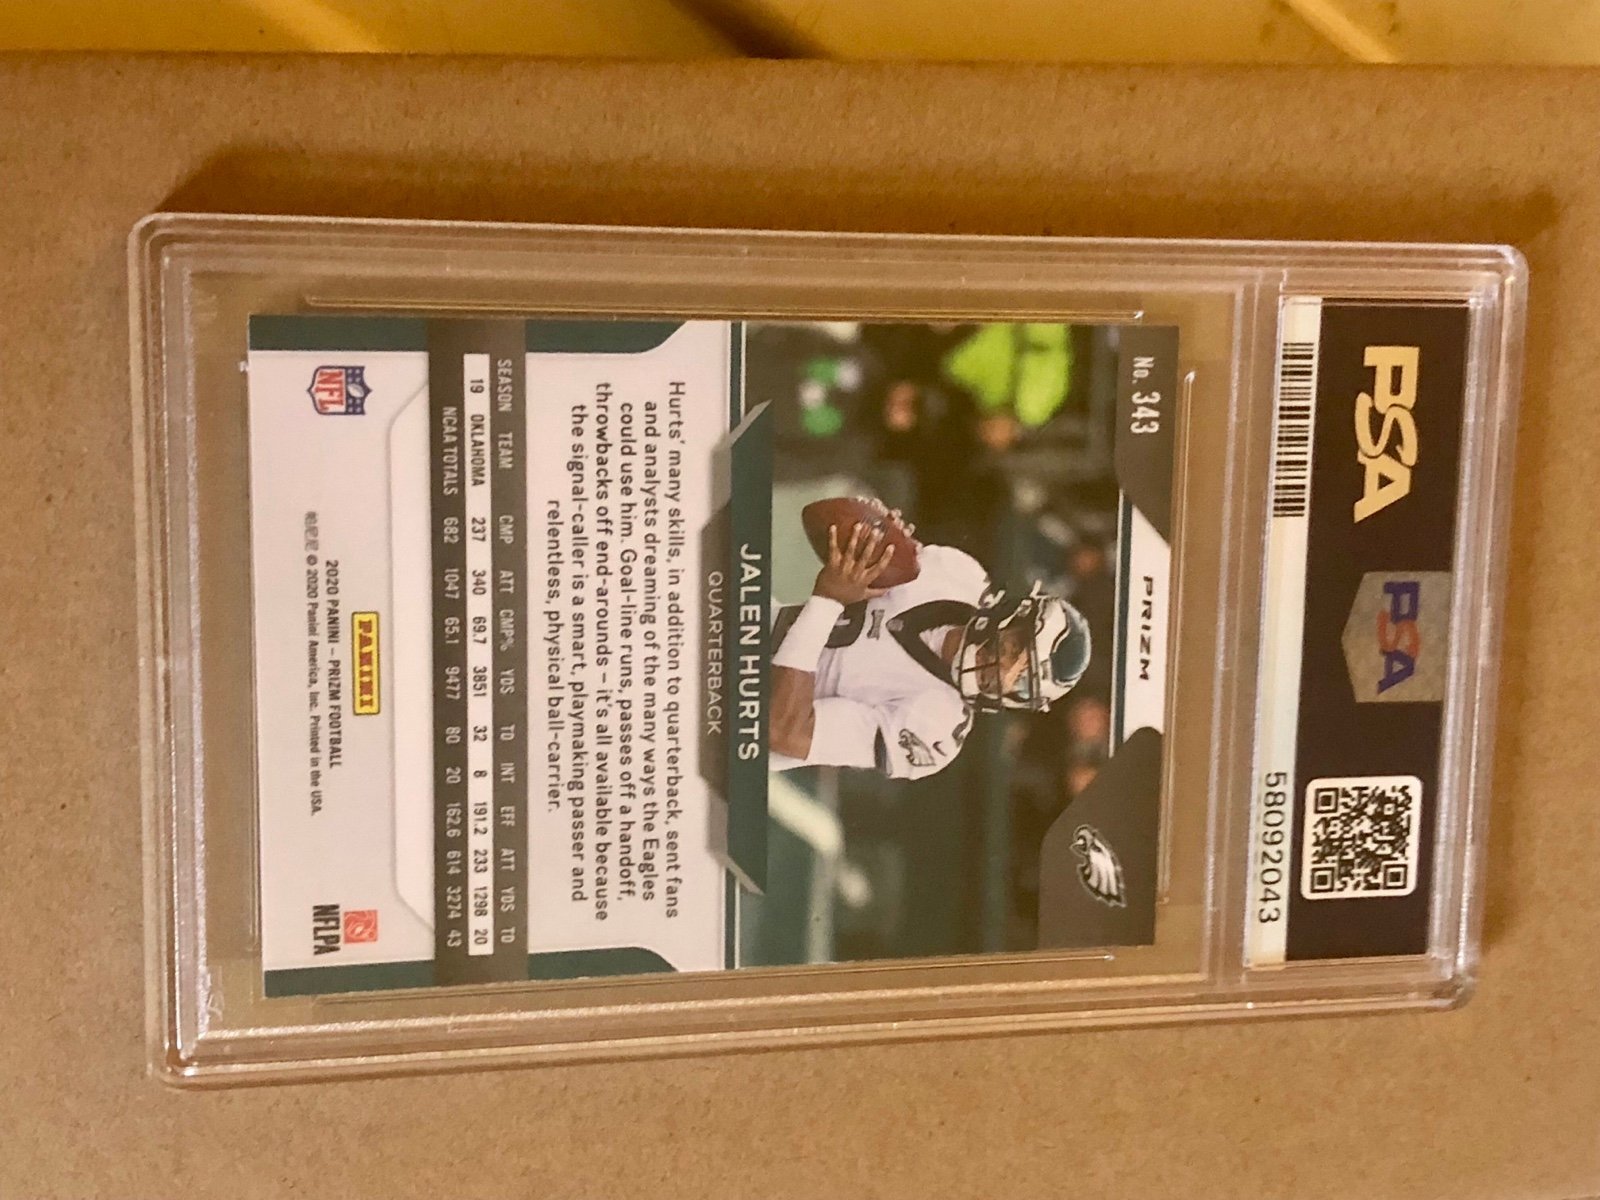 PSA
PSA
58092043
No. 343
PRIZM
JALEN HURTS
QUARTERBACK
Hurts' many skills, in addition to quarterback, sent fans
and analysts dreaming of the many ways the Eagles
could use him. Goal-line runs, passes off a handoff,
throwbacks off end-arounds – it's all available because
the signal-caller is a smart, playmaking passer and
relentless, physical ball-carrier.
SEASON TEAM CMP ATT CMP% YDS TD INT EFF ATT YDS TD
19 OKLAHOMA 237 340 69.7 3851 32 8 191.2 233 1298 20
NCAA TOTALS 682 1047 65.1 9477 80 20 162.6 614 3274 43
NFL
PANINI
NFLPA
2020 PANINI – PRIZM FOOTBALL
© 2020 Panini America, Inc. Printed in the USA.